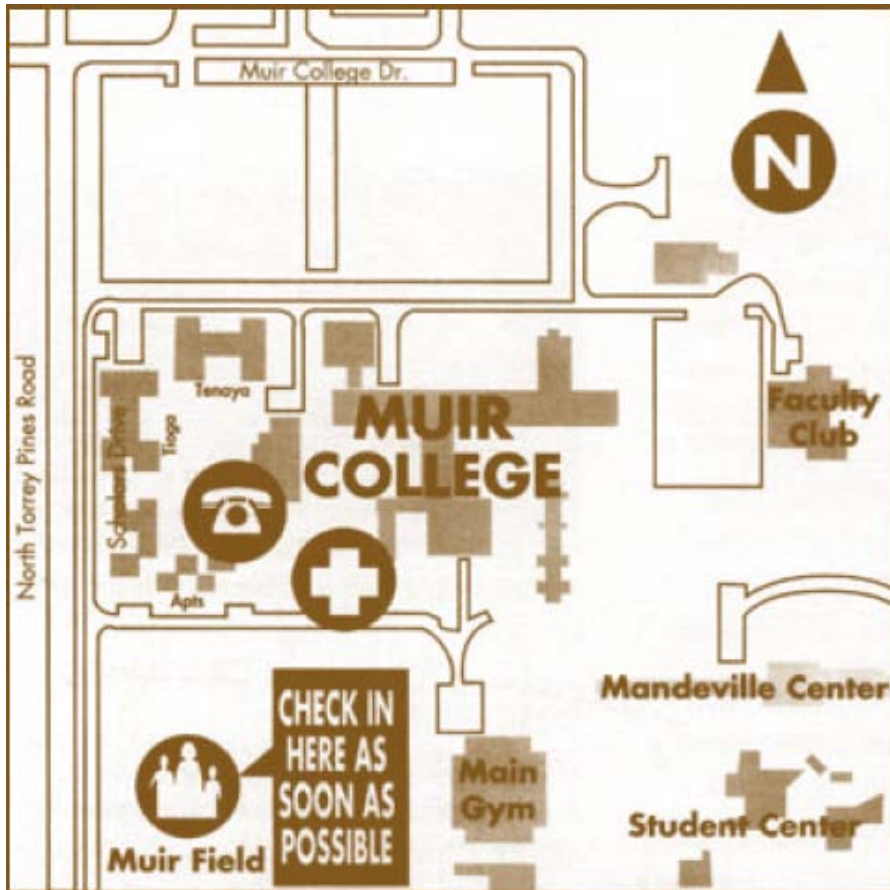 Muir College Dr.
N
North Torrey Pines Road
Tenaya
Tioga
Scholars Drive
MUIR
COLLEGE
Faculty
Club
Apts
Mandeville Center
CHECK IN
HERE AS
SOON AS
POSSIBLE
Muir Field
Main
Gym
Student Center